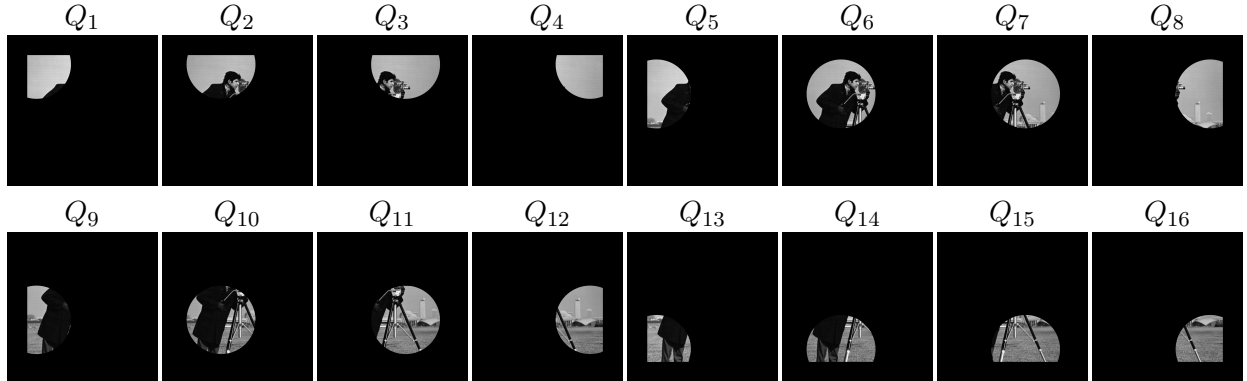 Q₁ Q₂ Q₃ Q₄ Q₅ Q₆ Q₇ Q₈
Q₉ Q₁₀ Q₁₁ Q₁₂ Q₁₃ Q₁₄ Q₁₅ Q₁₆